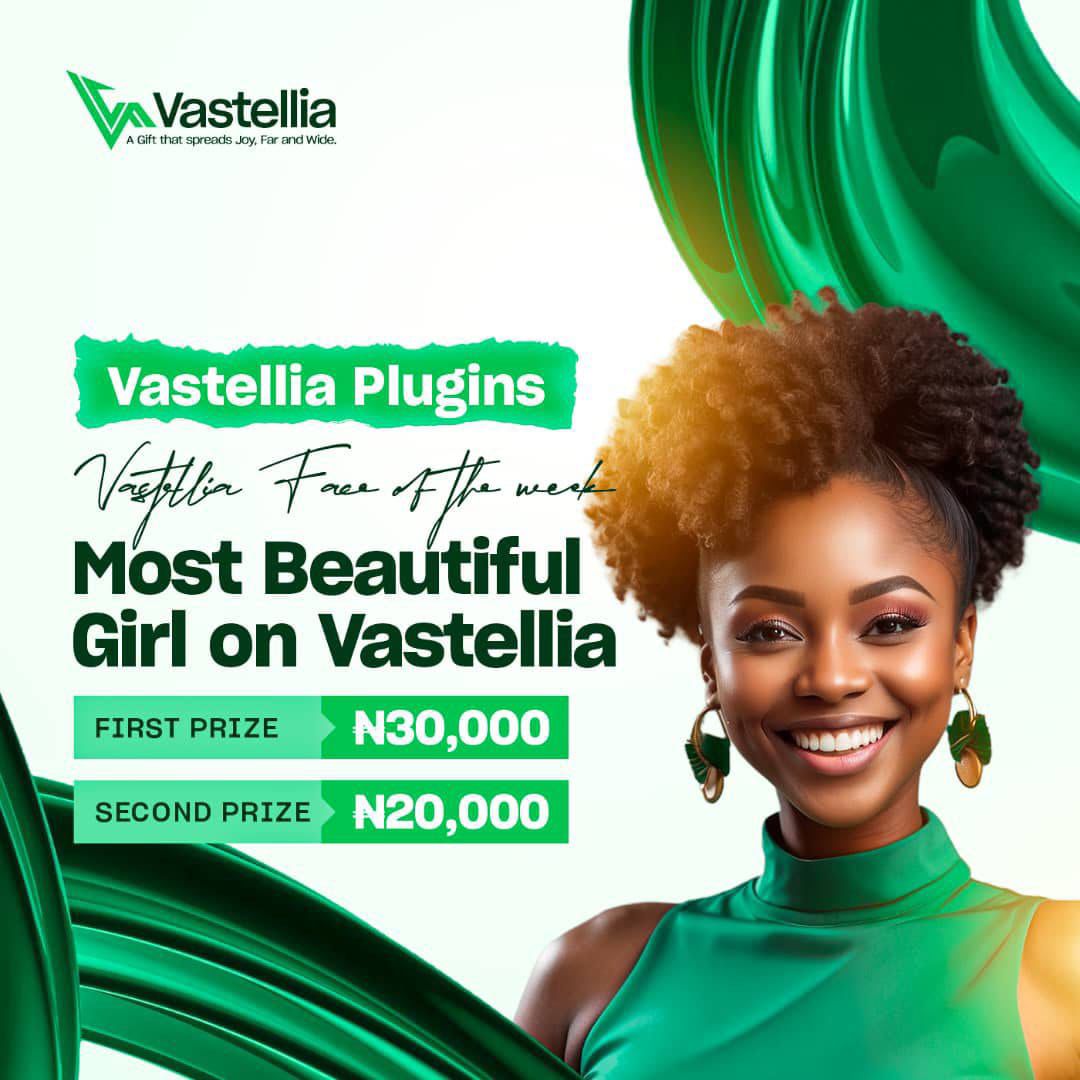 Vastellia
A Gift that spreads Joy, Far and Wide.
Vastellia Plugins
Vastellia Face of the week
Most Beautiful
Girl on Vastellia
FIRST PRIZE ₦30,000
SECOND PRIZE ₦20,000